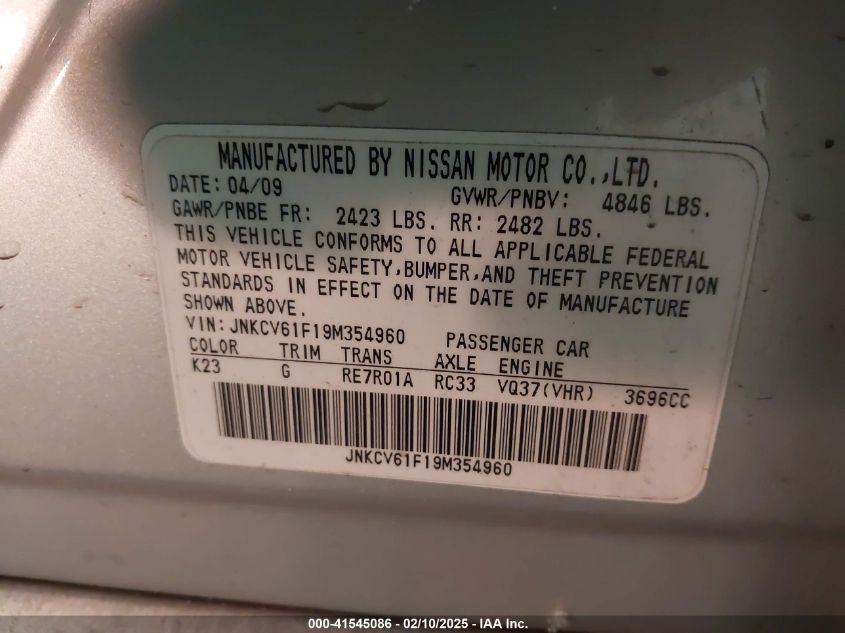 MANUFACTURED BY NISSAN MOTOR CO.,LTD.
DATE: 04/09 GVWR/PNBV: 4846 LBS.
GAWR/PNBE FR: 2423 LBS. RR: 2482 LBS.
THIS VEHICLE CONFORMS TO ALL APPLICABLE FEDERAL
MOTOR VEHICLE SAFETY,BUMPER,AND THEFT PREVENTION
STANDARDS IN EFFECT ON THE DATE OF MANUFACTURE
SHOWN ABOVE.
VIN:JNKCV61F19M354960 PASSENGER CAR
COLOR TRIM TRANS AXLE ENGINE
K23 G RE7R01A RC33 VQ37(VHR) 3696CC
JNKCV61F19M354960
000-41545086 - 02/10/2025 - IAA Inc.